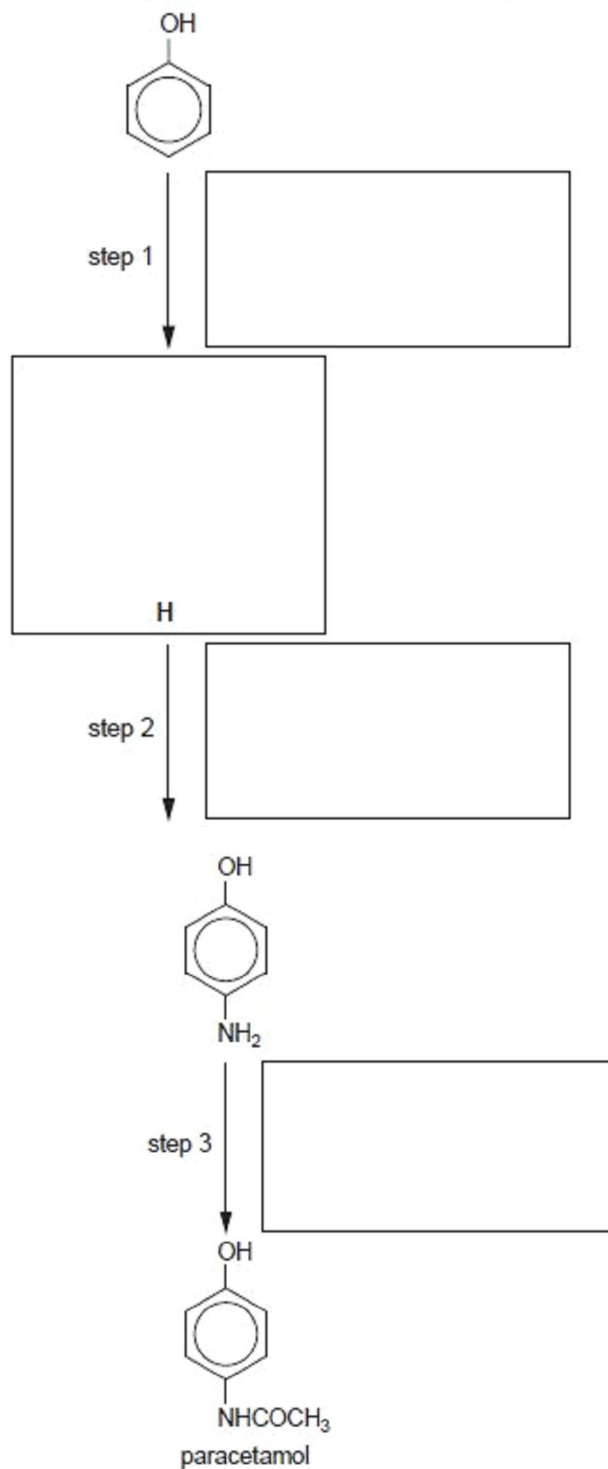 OH
step 1
H
step 2
OH
NH₂
step 3
OH
NHCOCH₃
paracetamol